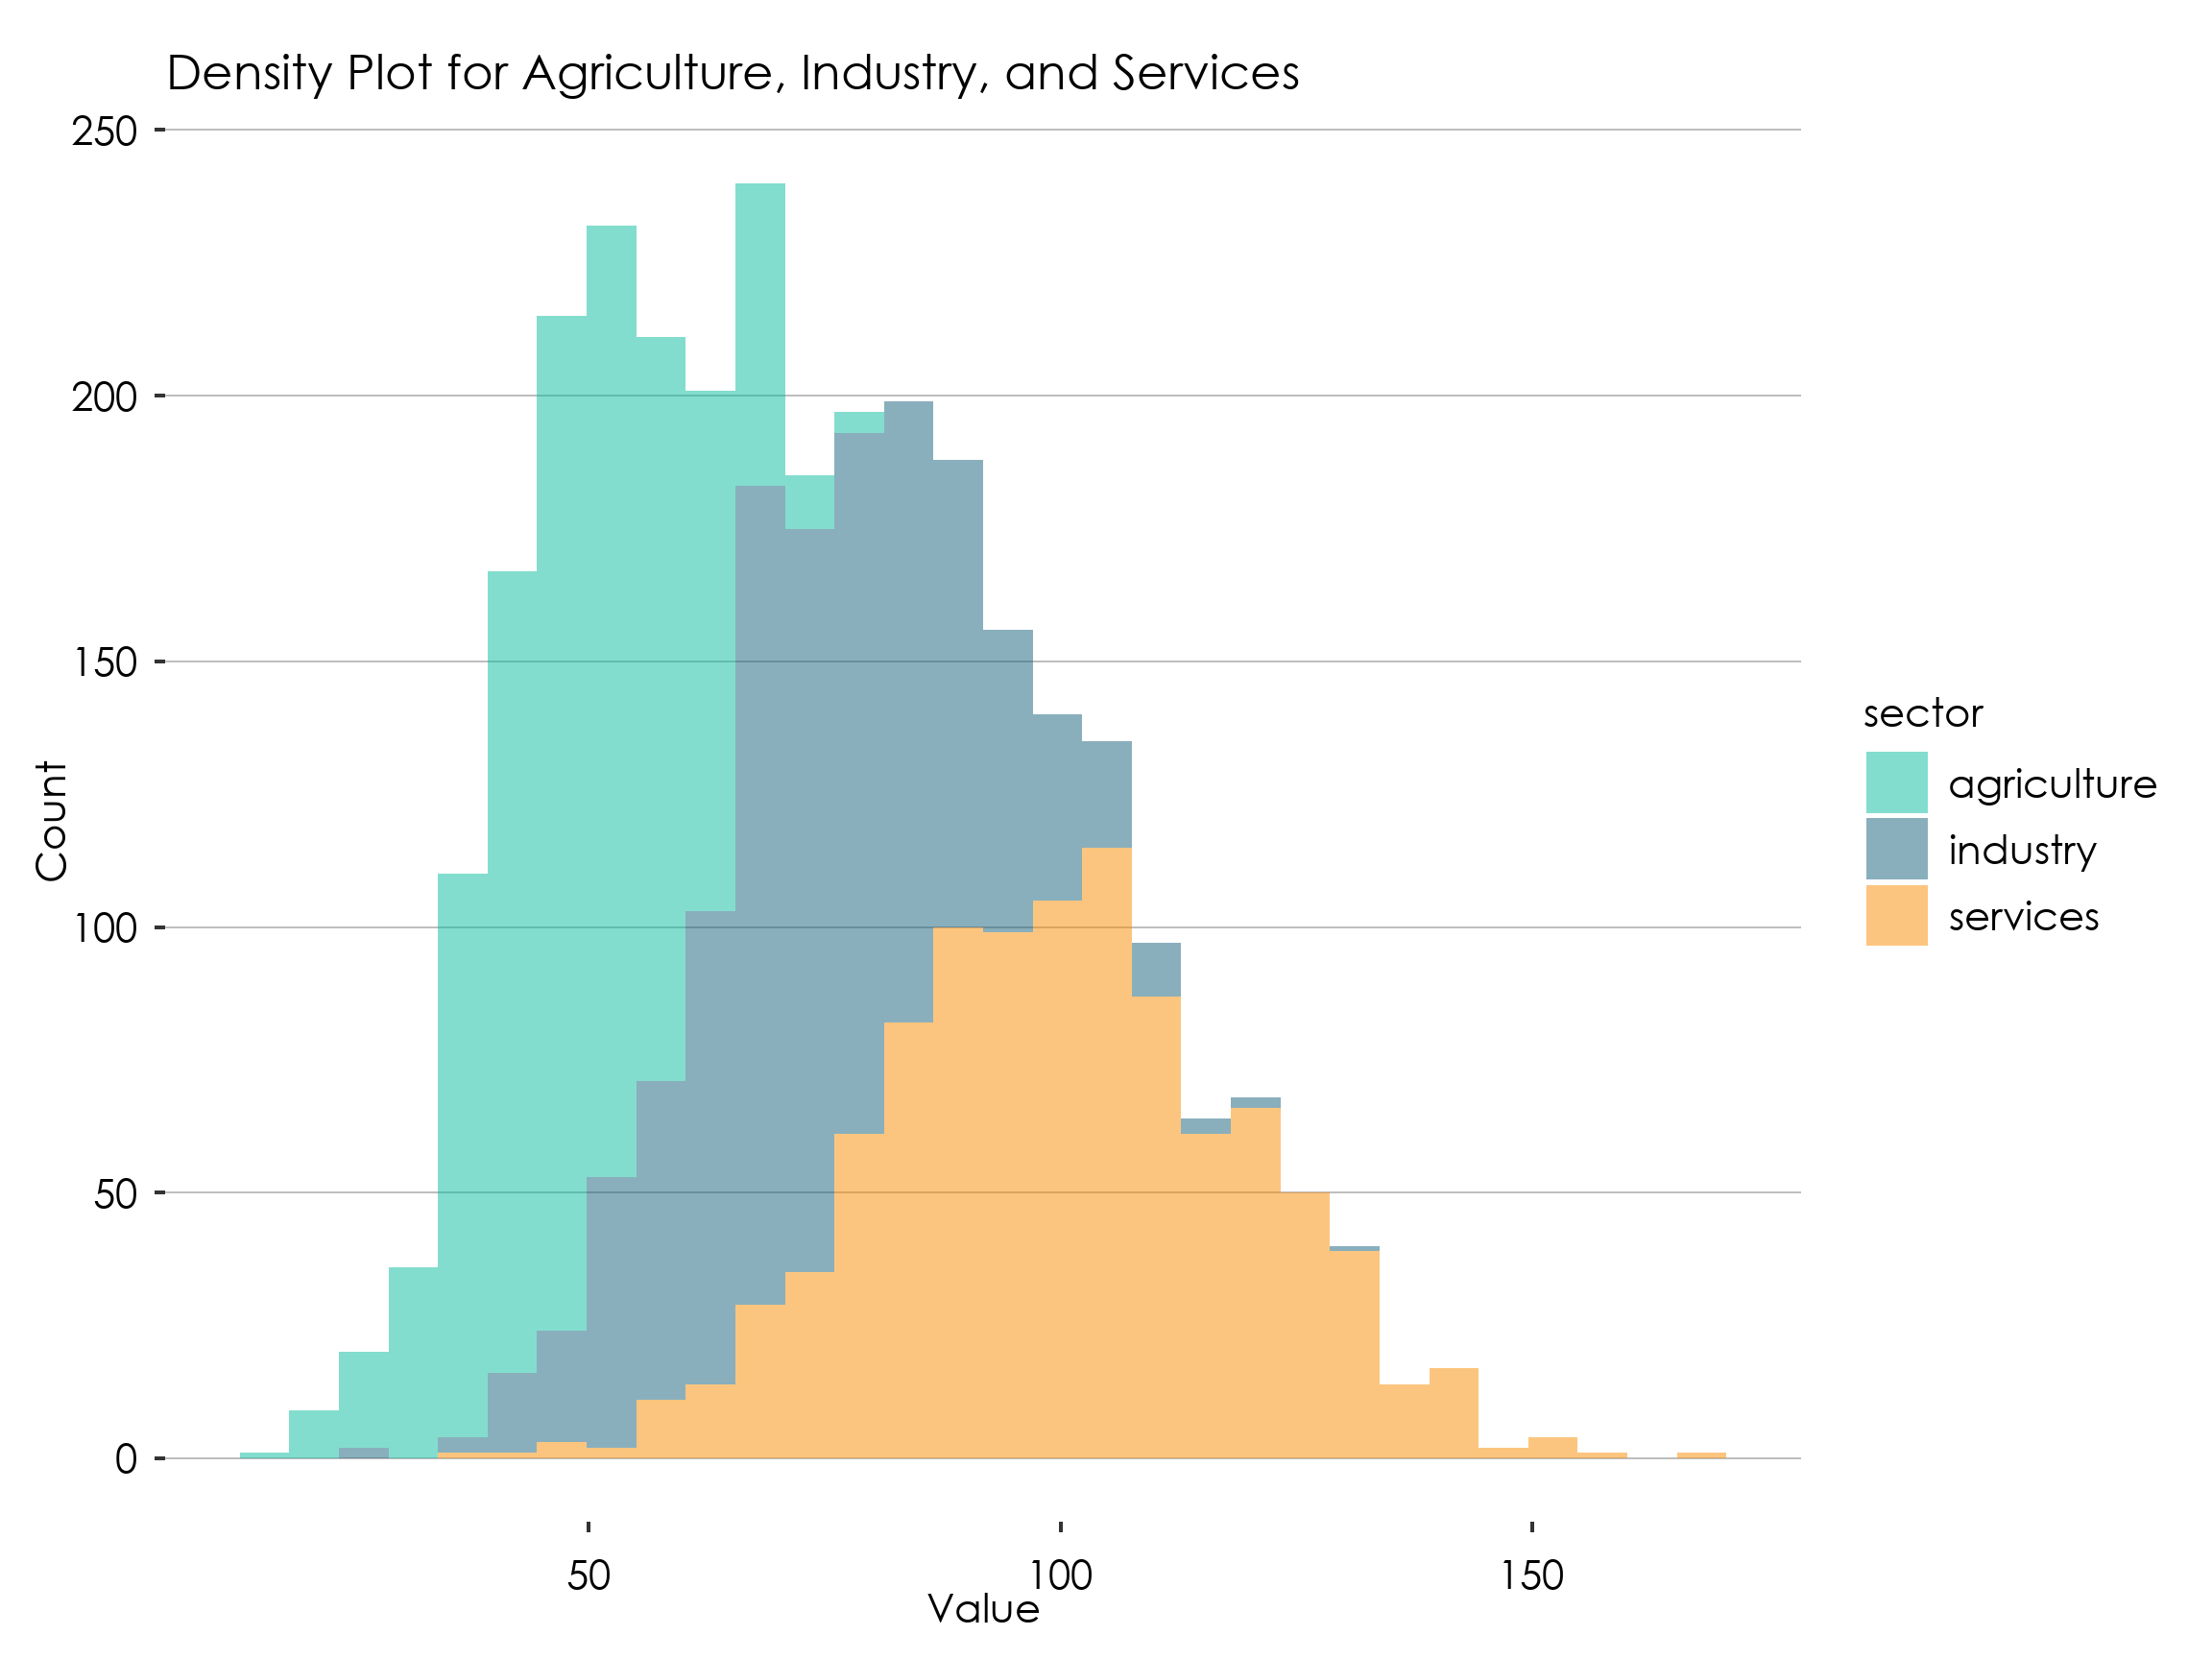 Density Plot for Agriculture, Industry, and Services
250
200
150
100
50
0
Count
50
100
150
Value
sector
agriculture
industry
services